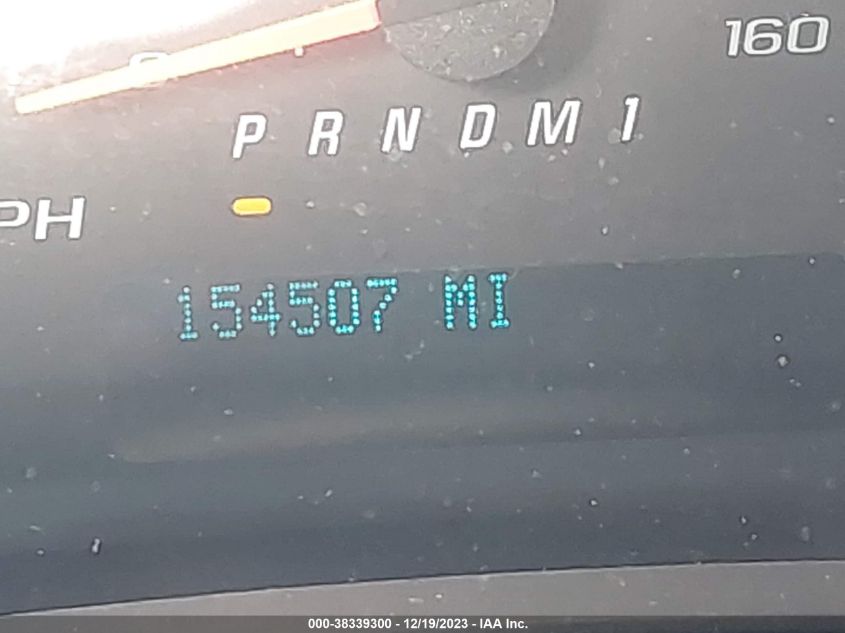 160
P R N D M 1
PH
154507 MI
000-38339300 - 12/19/2023 - IAA Inc.